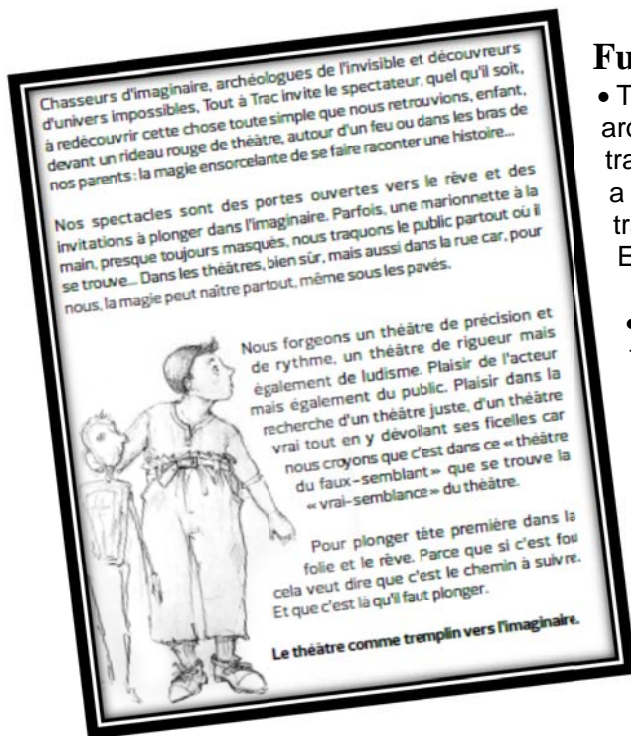 Chasseurs d'imaginaire, archéologues de l'invisible et découvreurs
d'univers impossibles, Tout à Trac invite le spectateur, quel qu'il soit,
à redécouvrir cette chose toute simple que nous retrouvions, enfant,
devant un rideau rouge de théâtre, autour d'un feu ou dans les bras de
nos parents : la magie ensorcelante de se faire raconter une histoire...
Nos spectacles sont des portes ouvertes vers le rêve et des
invitations à plonger dans l'imaginaire. Parfois, une marionnette à la
main, presque toujours masqués, nous traquons le public partout où il
se trouve... Dans les théâtres, bien sûr, mais aussi dans la rue car, pour
nous, la magie peut naître partout, même sous les pavés.
Nous forgeons un théâtre de précision et
de rythme, un théâtre de rigueur mais
également de ludisme. Plaisir de l'acteur
mais également du public. Plaisir dans la
recherche d'un théâtre juste, d'un théâtre
vrai tout en y dévoilant ses ficelles car
nous croyons que c'est dans ce « théâtre
du faux-semblant » que se trouve la
« vrai-semblance » du théâtre.
Pour plonger tête première dans la
folie et le rêve. Parce que si c'est fou
cela veut dire que c'est le chemin à suivre.
Et que c'est là qu'il faut plonger.
Le théâtre comme tremplin vers l'imaginaire.
Fu
• T
arc
tra
a
tr
E
•